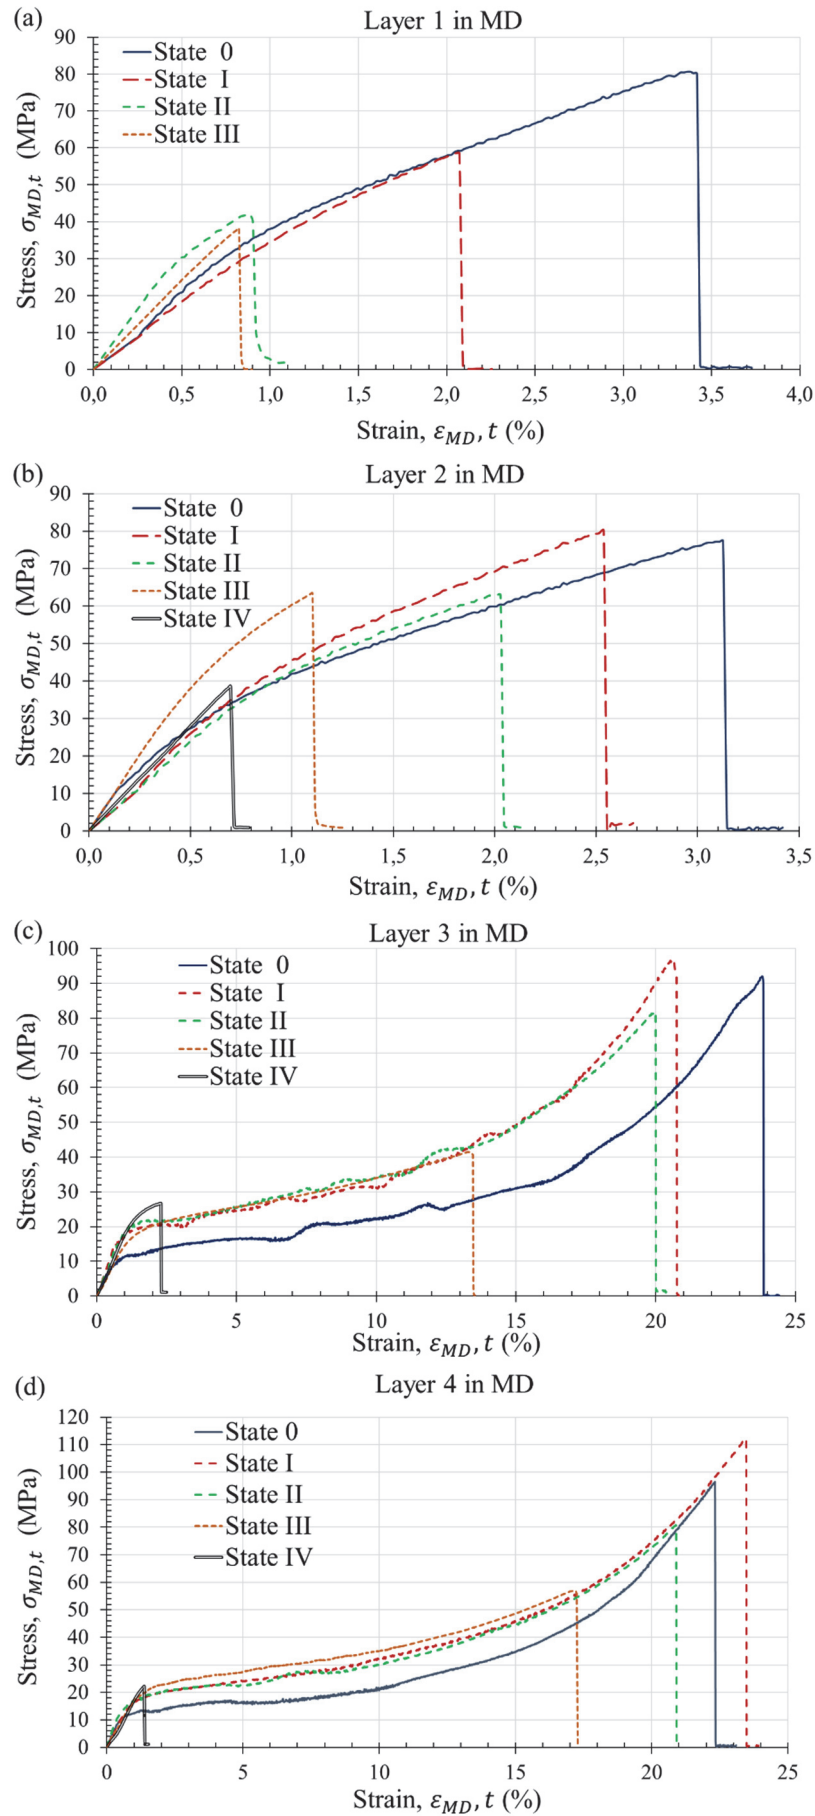 (a) Layer 1 in MD
90
80
70
60
50
40
30
20
10
0
Stress, σMD,t (MPa)
State 0
State I
State II
State III
0,0 0,5 1,0 1,5 2,0 2,5 3,0 3,5 4,0
Strain, εMD, t (%)
(b) Layer 2 in MD
90
80
70
60
50
40
30
20
10
0
Stress, σMD,t (MPa)
State 0
State I
State II
State III
State IV
0,0 0,5 1,0 1,5 2,0 2,5 3,0 3,5
Strain, εMD, t (%)
(c) Layer 3 in MD
100
90
80
70
60
50
40
30
20
10
0
Stress, σMD,t (MPa)
State 0
State I
State II
State III
State IV
0 5 10 15 20 25
Strain, εMD, t (%)
(d) Layer 4 in MD
120
110
100
90
80
70
60
50
40
30
20
10
0
Stress, σMD,t (MPa)
State 0
State I
State II
State III
State IV
0 5 10 15 20 25
Strain, εMD, t (%)